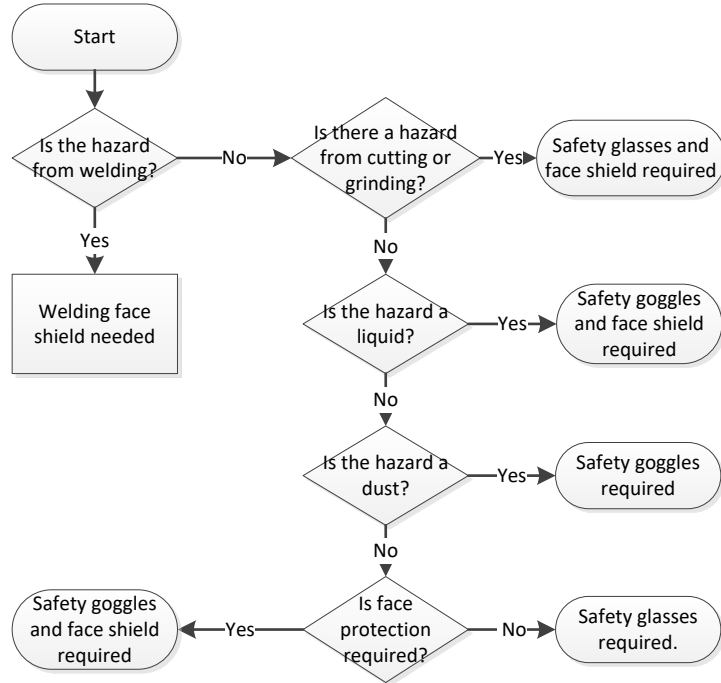 Start
Is the hazard
from welding?
No
Is there a hazard
from cutting or
grinding?
Yes
Safety glasses and
face shield required
Yes
No
Welding face
shield needed
Is the hazard a
liquid?
Yes
Safety goggles
and face shield
required
No
Is the hazard a
dust?
Yes
Safety goggles
required
No
Safety goggles
and face shield
required
Yes
Is face
protection
required?
No
Safety glasses
required.